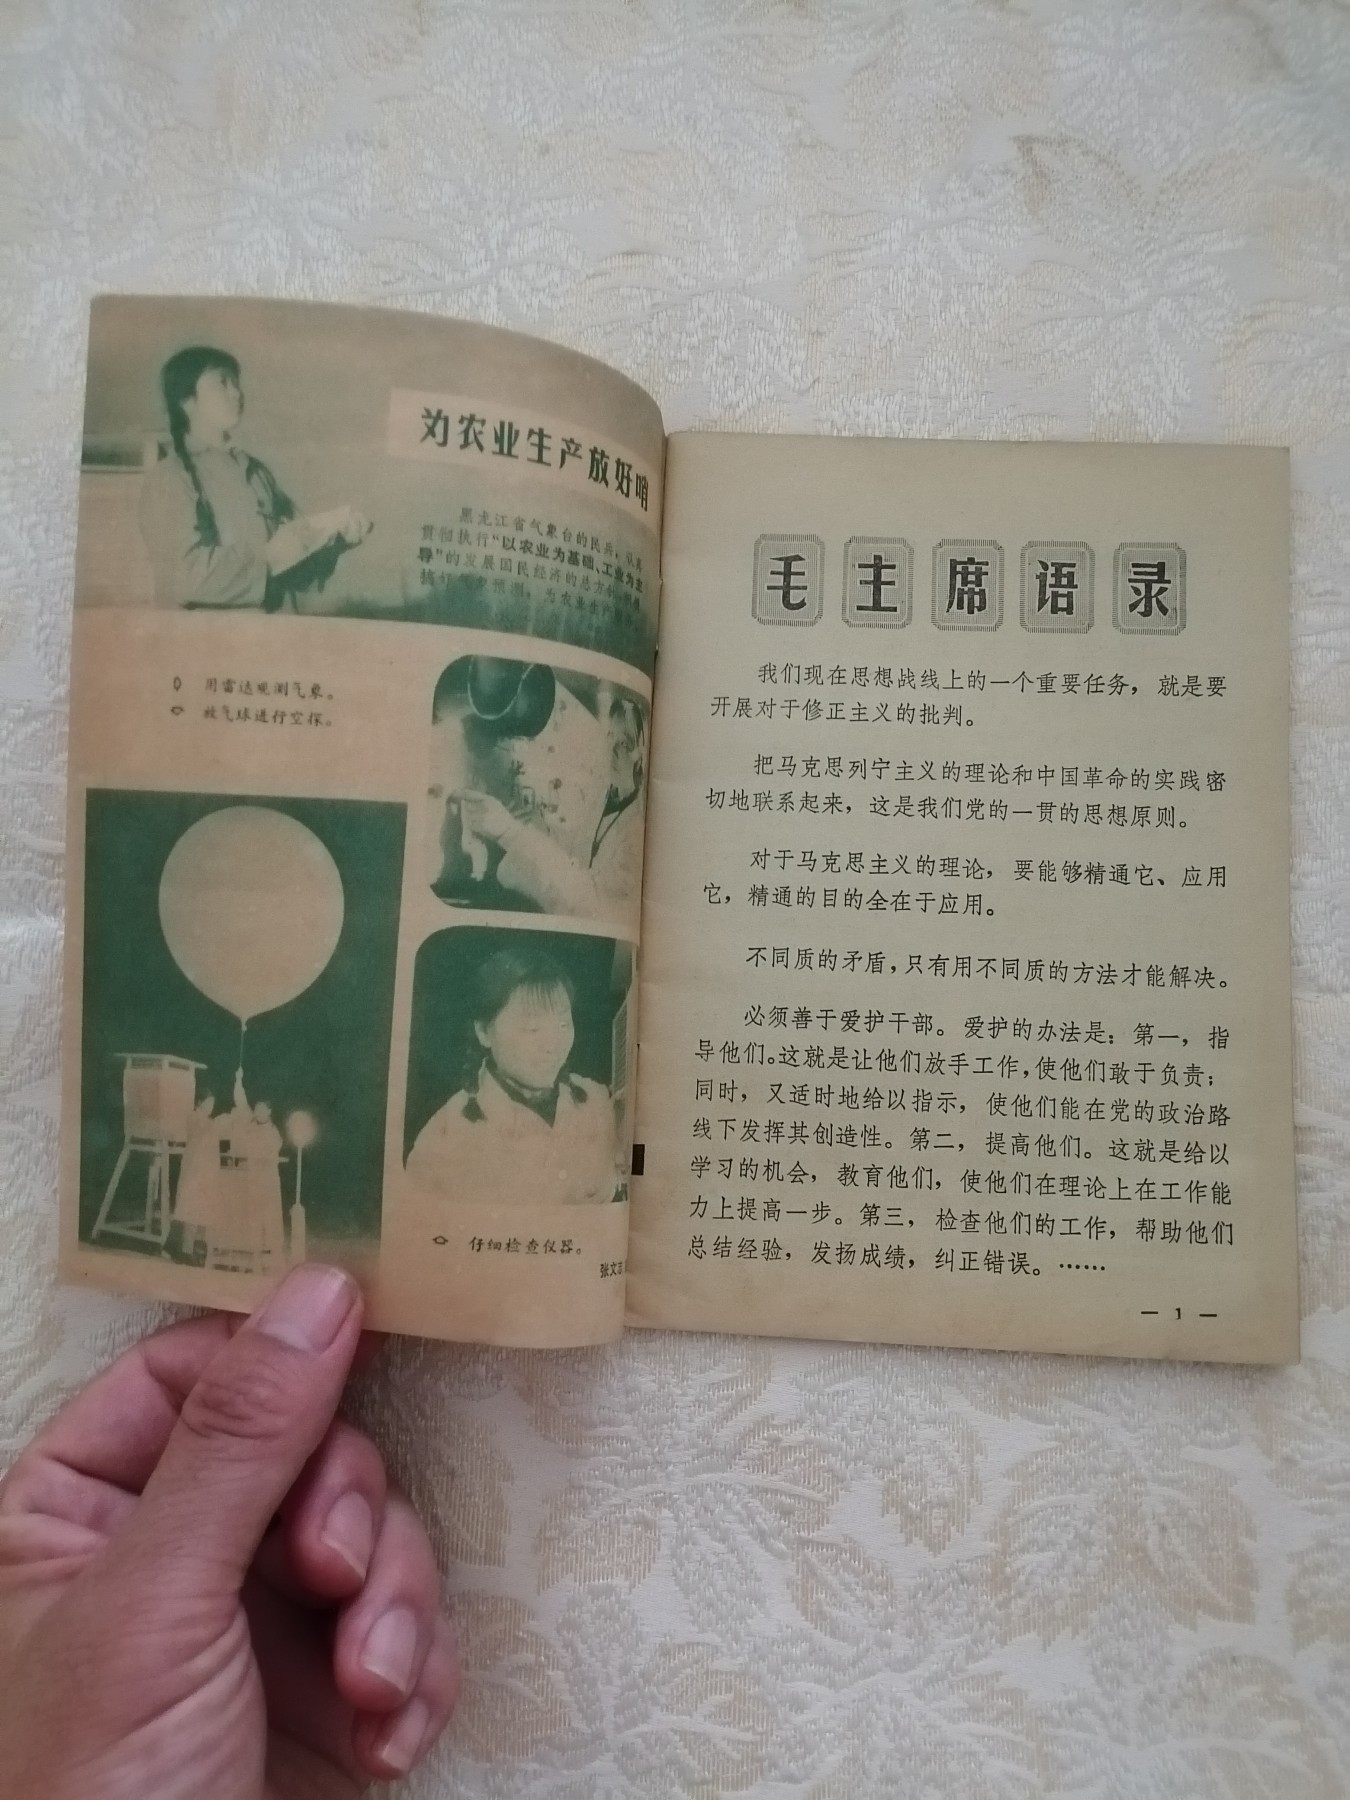 为农业生产放好哨
黑龙江省气象台的民兵，认真
贯彻执行“以农业为基础、工业为主
导”的发展国民经济的总方针，积极
搞好气象预测，为农业生产
用雷达观测气象。
放气球进行空探。
仔细检查仪器。
张文志
毛主席语录
我们现在思想战线上的一个重要任务，就是要
开展对于修正主义的批判。
把马克思列宁主义的理论和中国革命的实践密
切地联系起来，这是我们党的一贯的思想原则。
对于马克思主义的理论，要能够精通它、应用
它，精通的目的全在于应用。
不同质的矛盾，只有用不同质的方法才能解决。
必须善于爱护干部。爱护的办法是：第一，指
导他们。这就是让他们放手工作，使他们敢于负责；
同时，又适时地给以指示，使他们能在党的政治路
线下发挥其创造性。第二，提高他们。这就是给以
学习的机会，教育他们，使他们在理论上在工作能
力上提高一步。第三，检查他们的工作，帮助他们
总结经验，发扬成绩，纠正错误。……
— 1 —